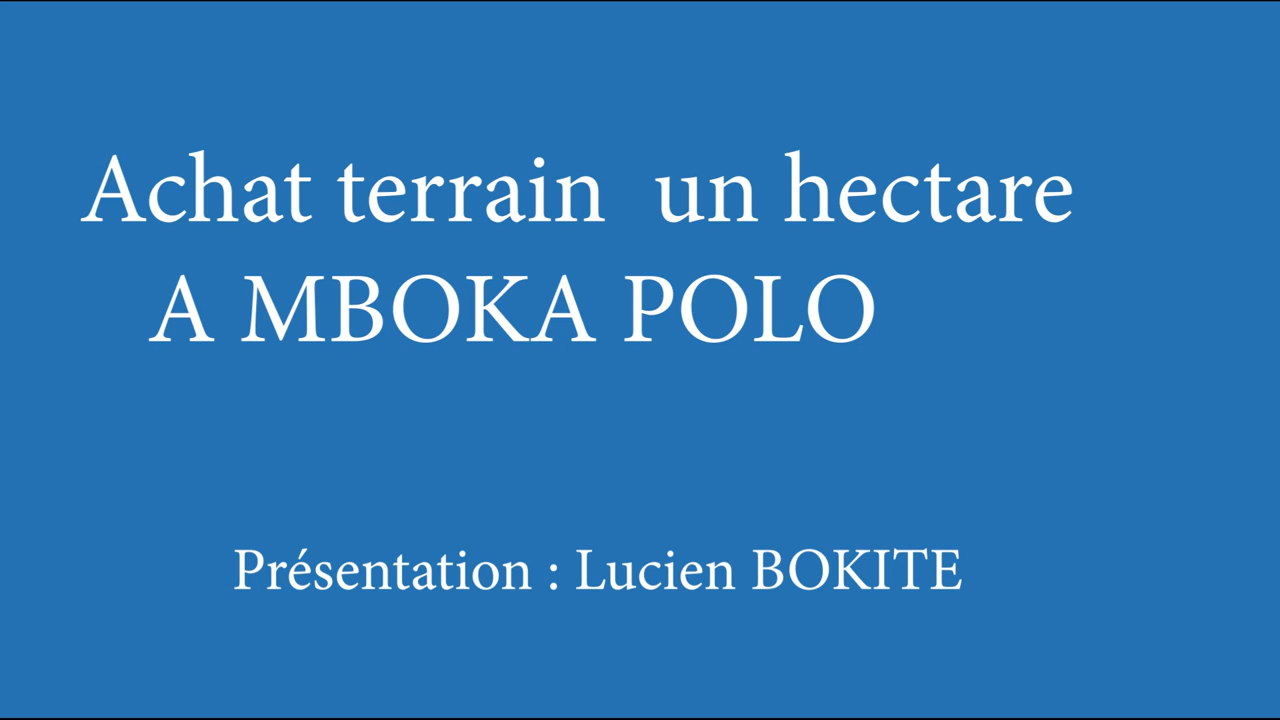 Achat terrain un hectare
A MBOKA POLO
Présentation : Lucien BOKITE